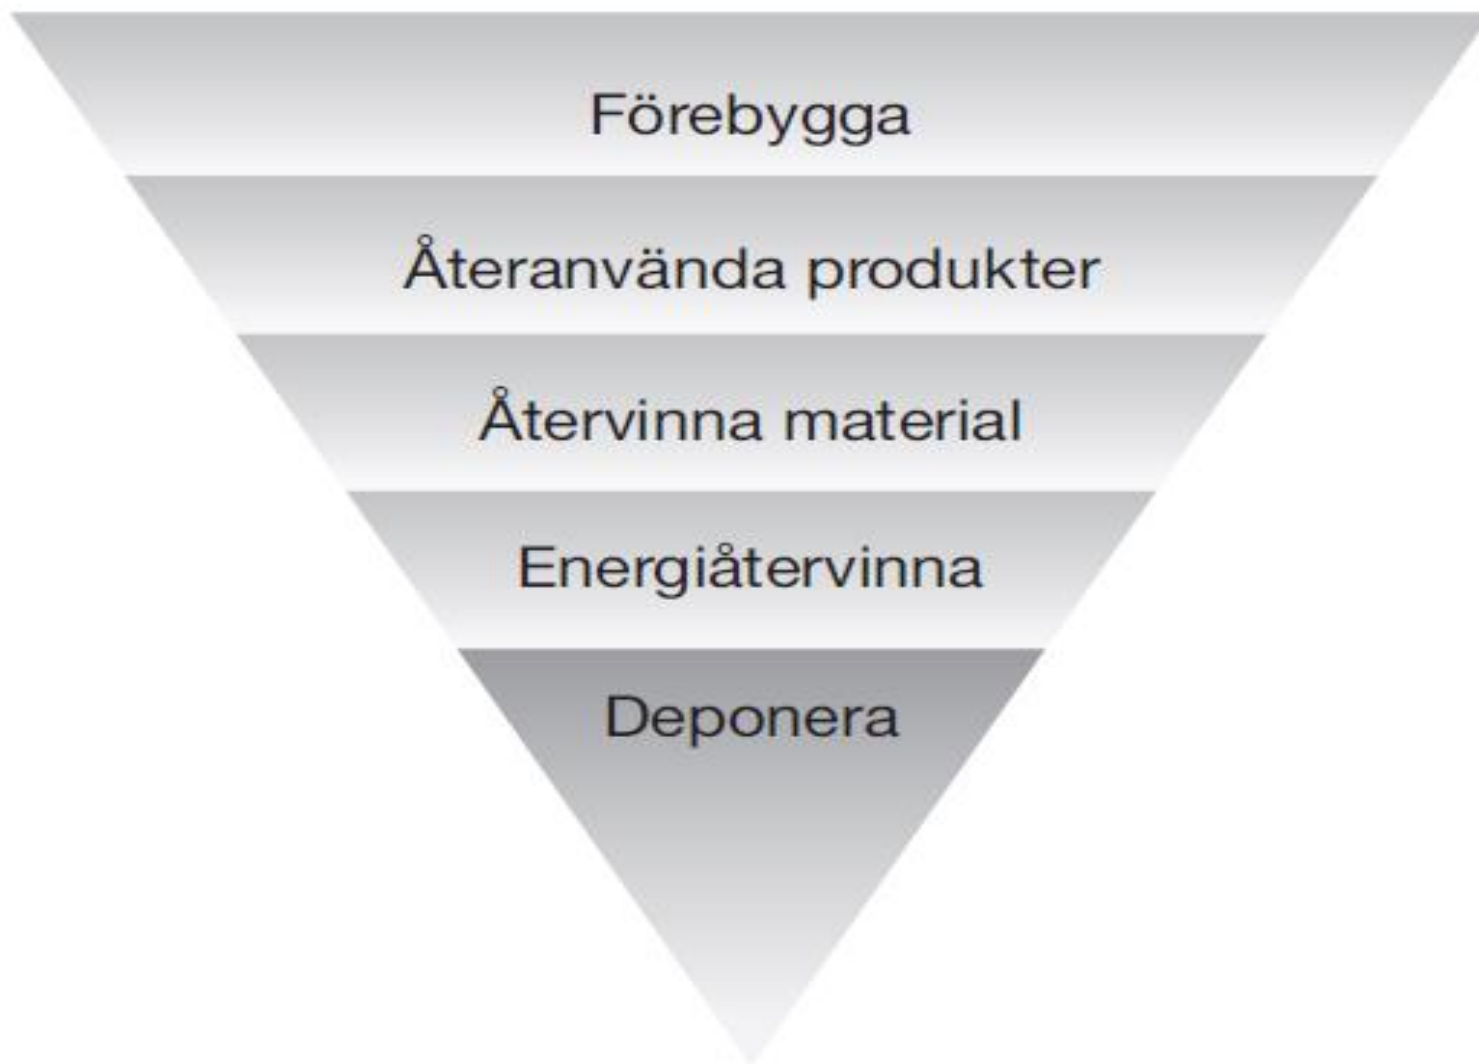 Förebygga
Återanvända produkter
Återvinna material
Energiåtervinna
Deponera